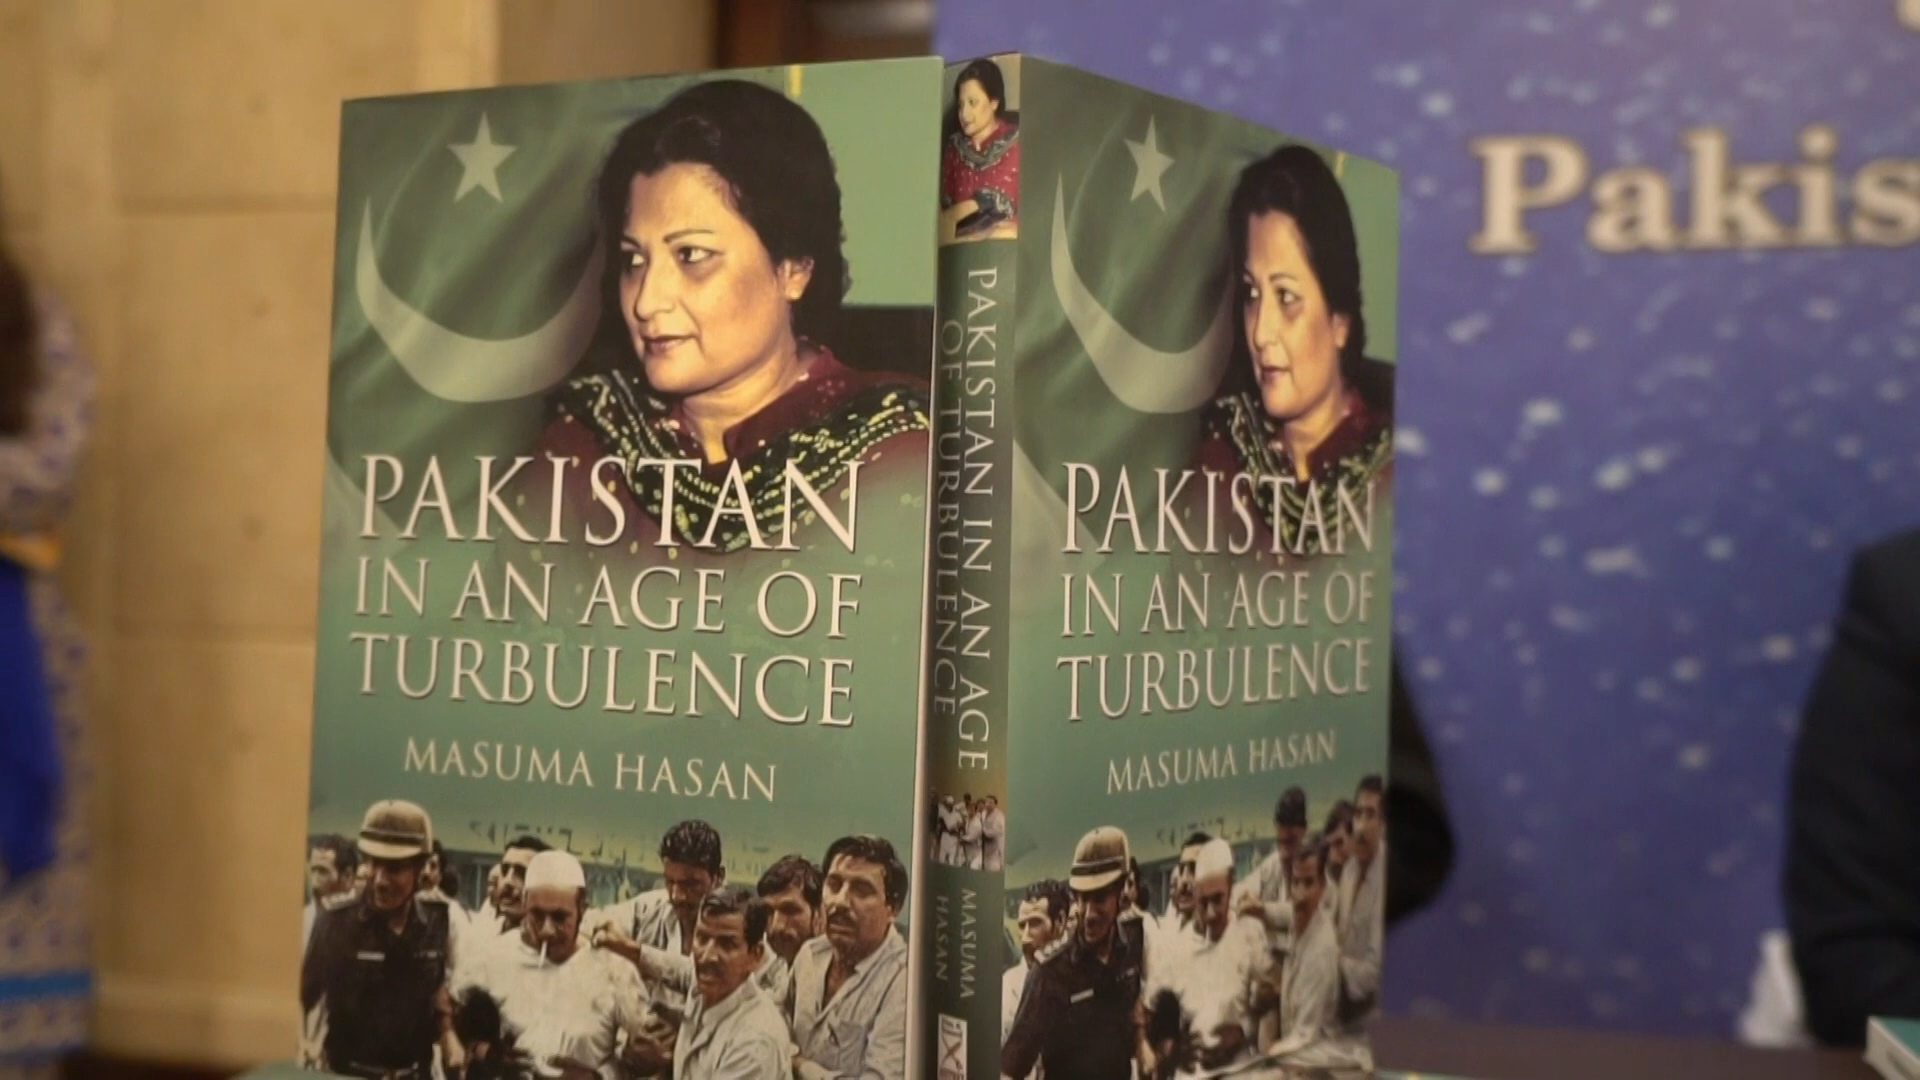 PAKISTAN
IN AN AGE OF
TURBULENCE
MASUMA HASAN
PAKISTAN IN AN AGE
OF TURBULENCE
MASUMA
HASAN
PAKISTAN
IN AN AGE OF
TURBULENCE
MASUMA HASAN
Pakis